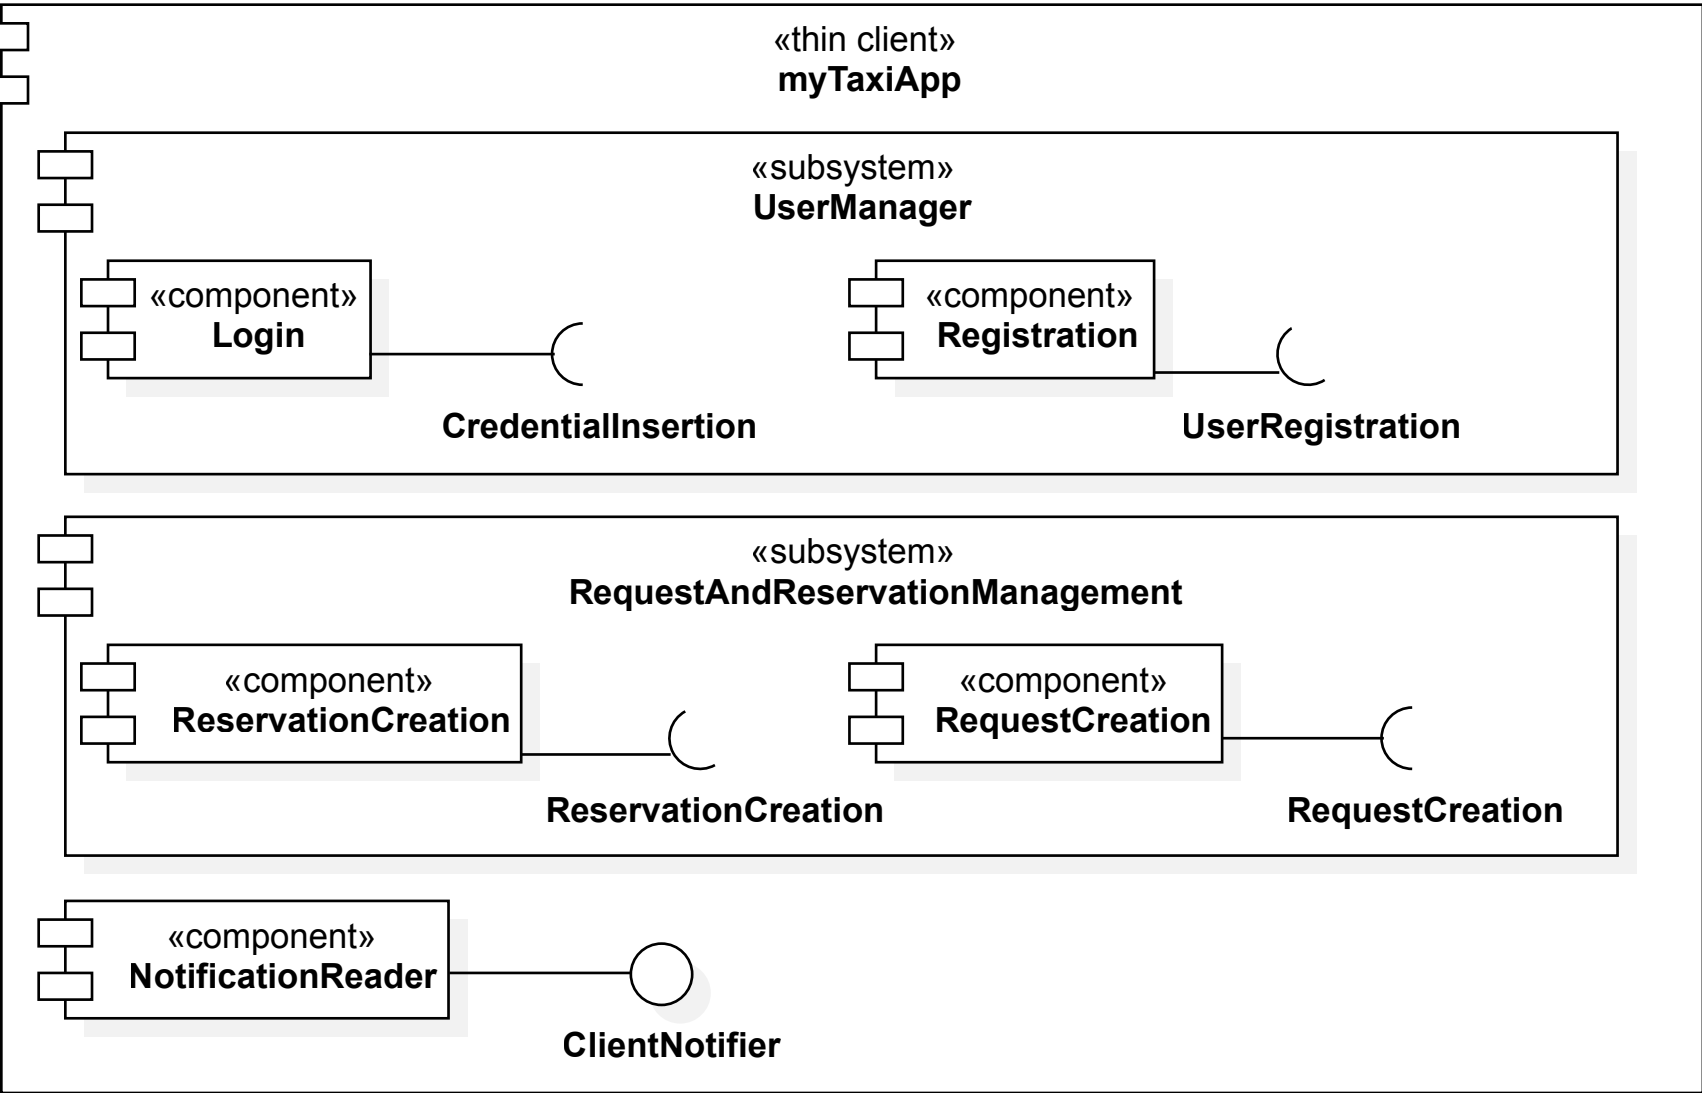 «thin client»
myTaxiApp
«subsystem»
UserManager
«component»
Login
«component»
Registration
CredentialInsertion
UserRegistration
«subsystem»
RequestAndReservationManagement
«component»
ReservationCreation
«component»
RequestCreation
ReservationCreation
RequestCreation
«component»
NotificationReader
ClientNotifier